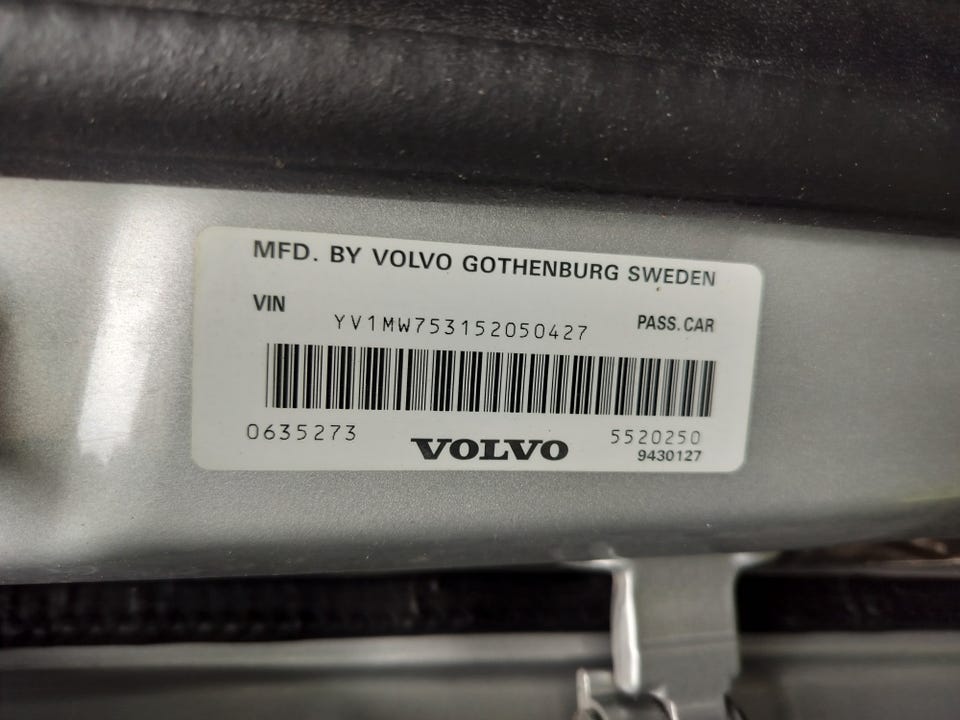 MFD. BY VOLVO GOTHENBURG SWEDEN
VIN
YV1MW753152050427 PASS.CAR
0635273 VOLVO 5520250
9430127